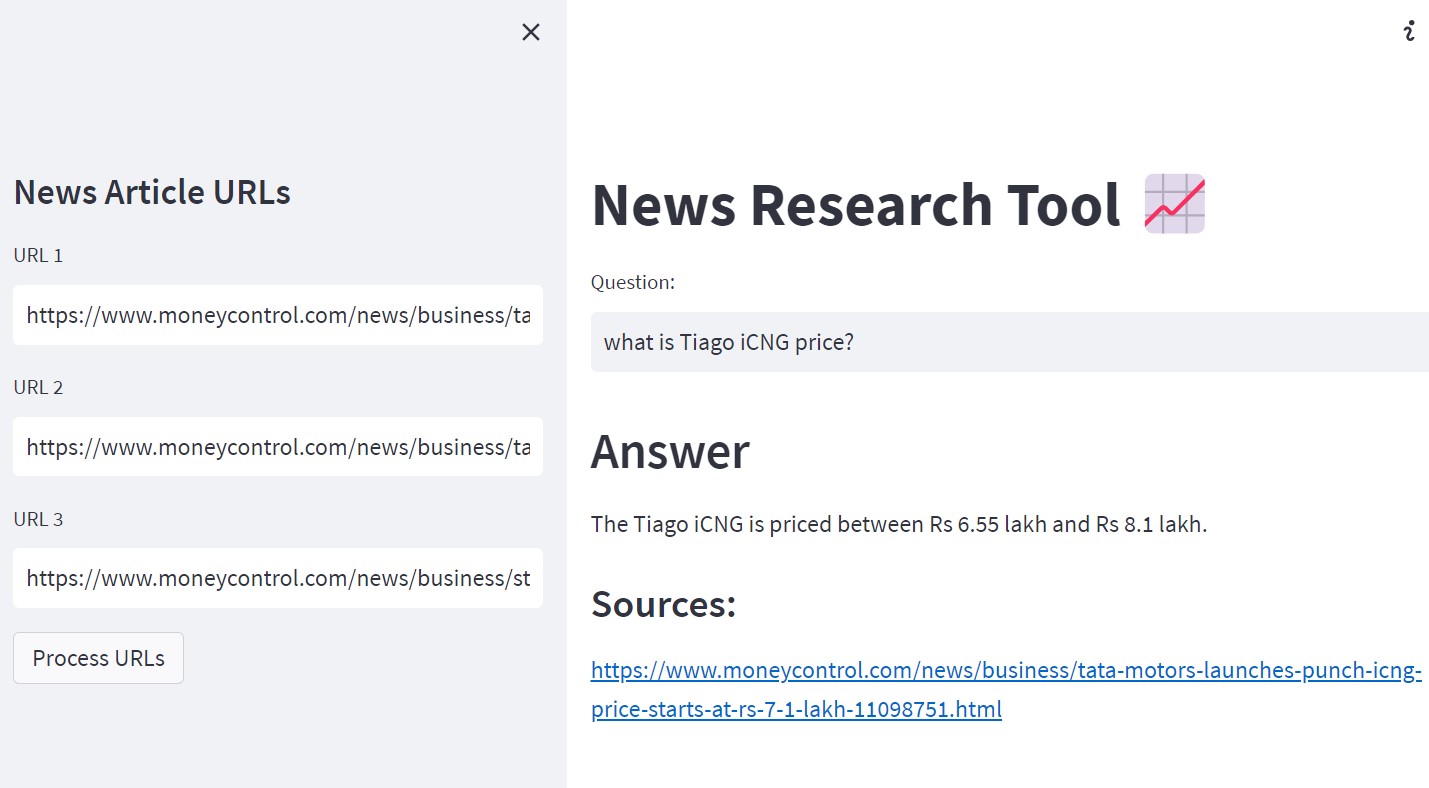 News Article URLs
URL 1
https://www.moneycontrol.com/news/business/ta
URL 2
https://www.moneycontrol.com/news/business/ta
URL 3
https://www.moneycontrol.com/news/business/st
Process URLs
News Research Tool
Question:
what is Tiago iCNG price?
Answer
The Tiago iCNG is priced between Rs 6.55 lakh and Rs 8.1 lakh.
Sources:
https://www.moneycontrol.com/news/business/tata-motors-launches-punch-icng-
price-starts-at-rs-7-1-lakh-11098751.html